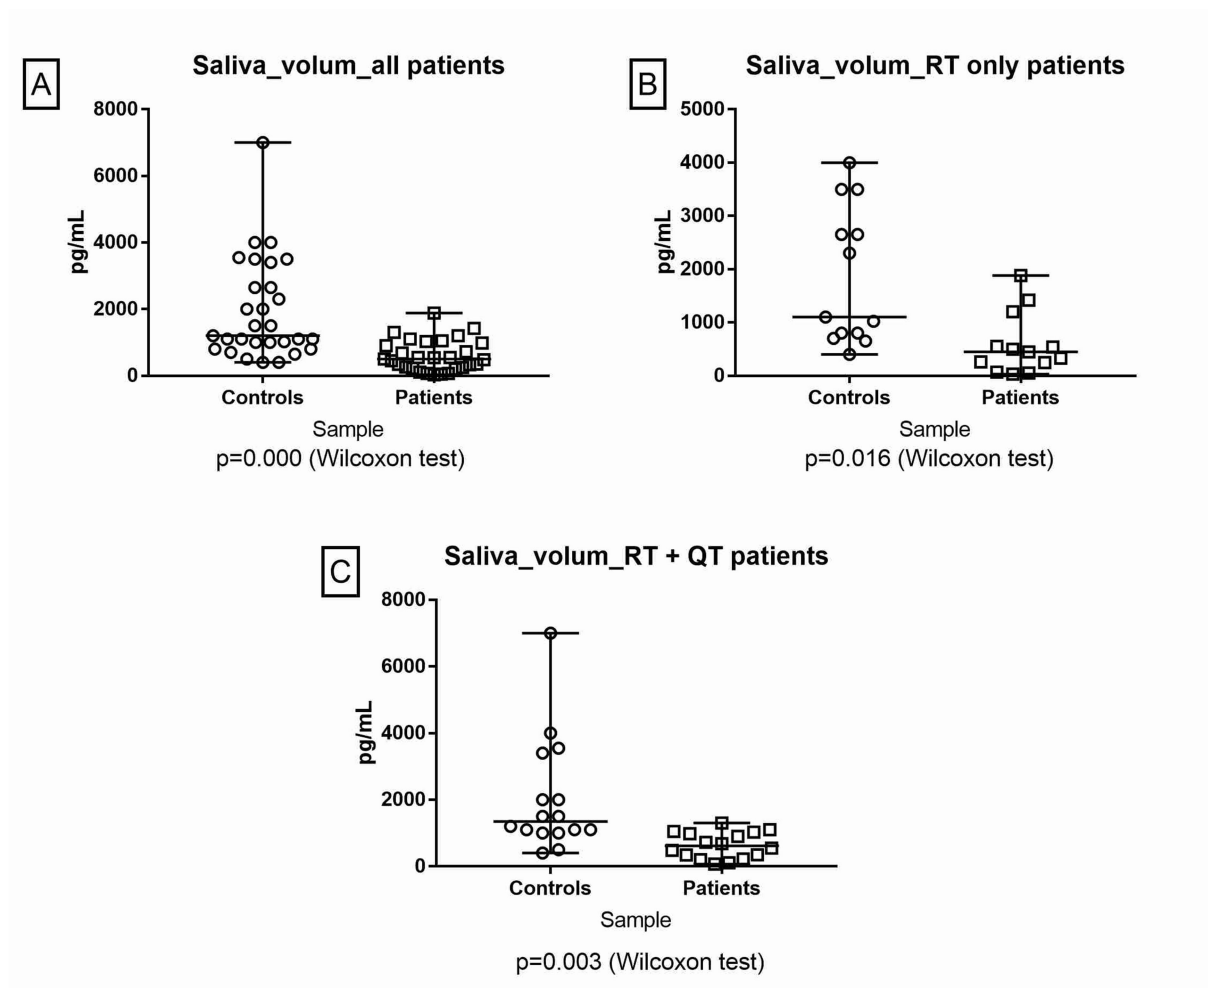 A
Saliva_volum_all patients
8000
6000
4000
2000
0
pg/mL
Controls
Patients
Sample
p=0.000 (Wilcoxon test)
B
Saliva_volum_RT only patients
5000
4000
3000
2000
1000
0
pg/mL
Controls
Patients
Sample
p=0.016 (Wilcoxon test)
C
Saliva_volum_RT + QT patients
8000
6000
4000
2000
0
pg/mL
Controls
Patients
Sample
p=0.003 (Wilcoxon test)